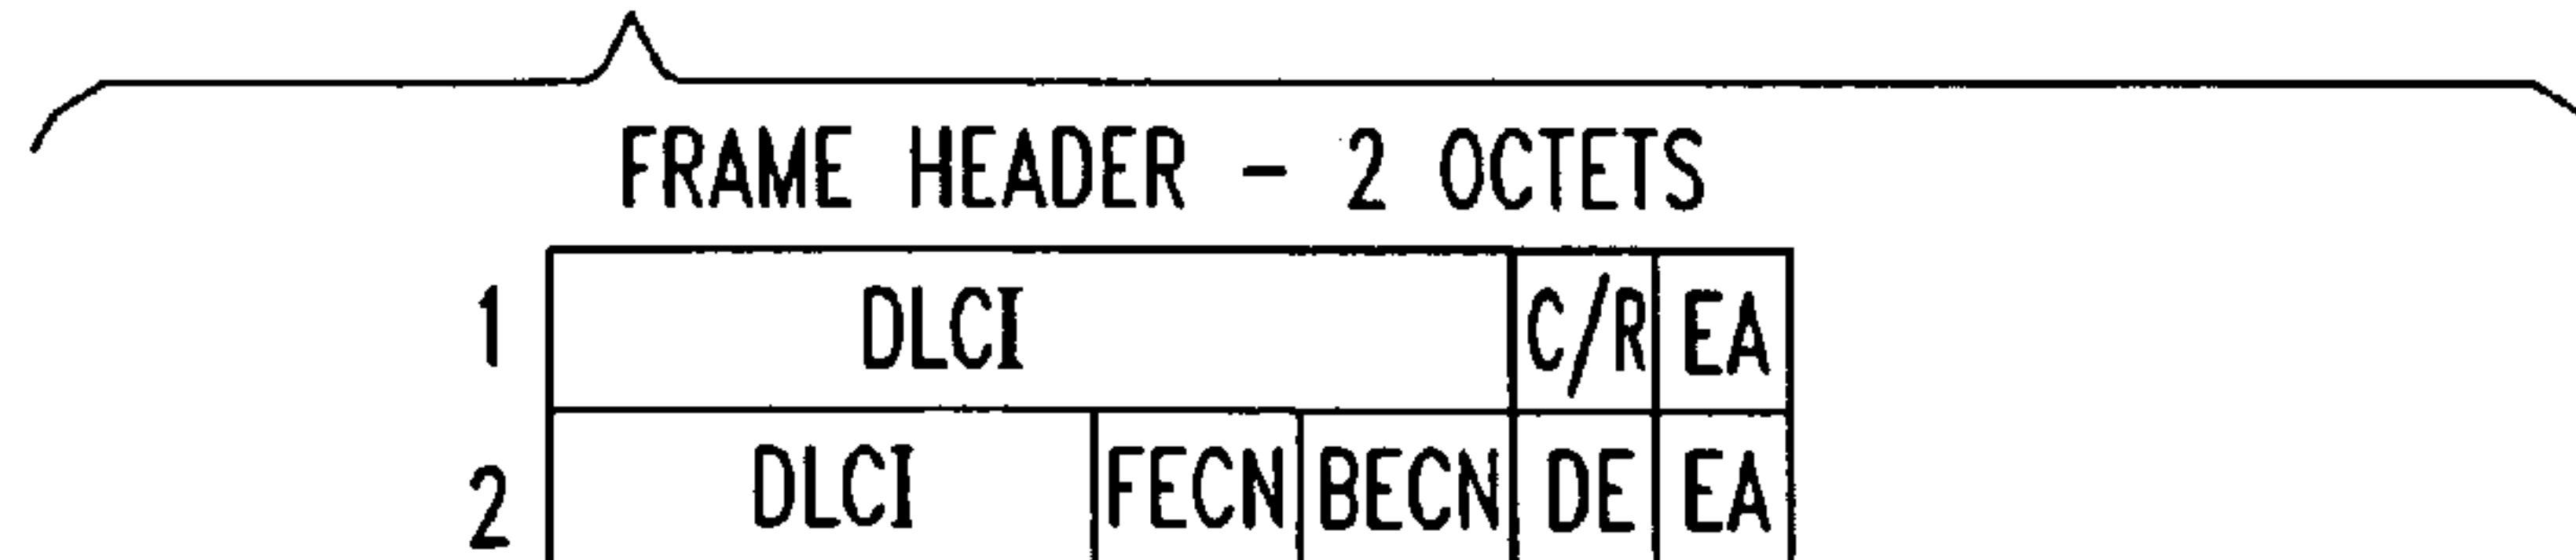 FRAME HEADER - 2 OCTETS
1 DLCI C/R EA
2 DLCI FECN BECN DE EA